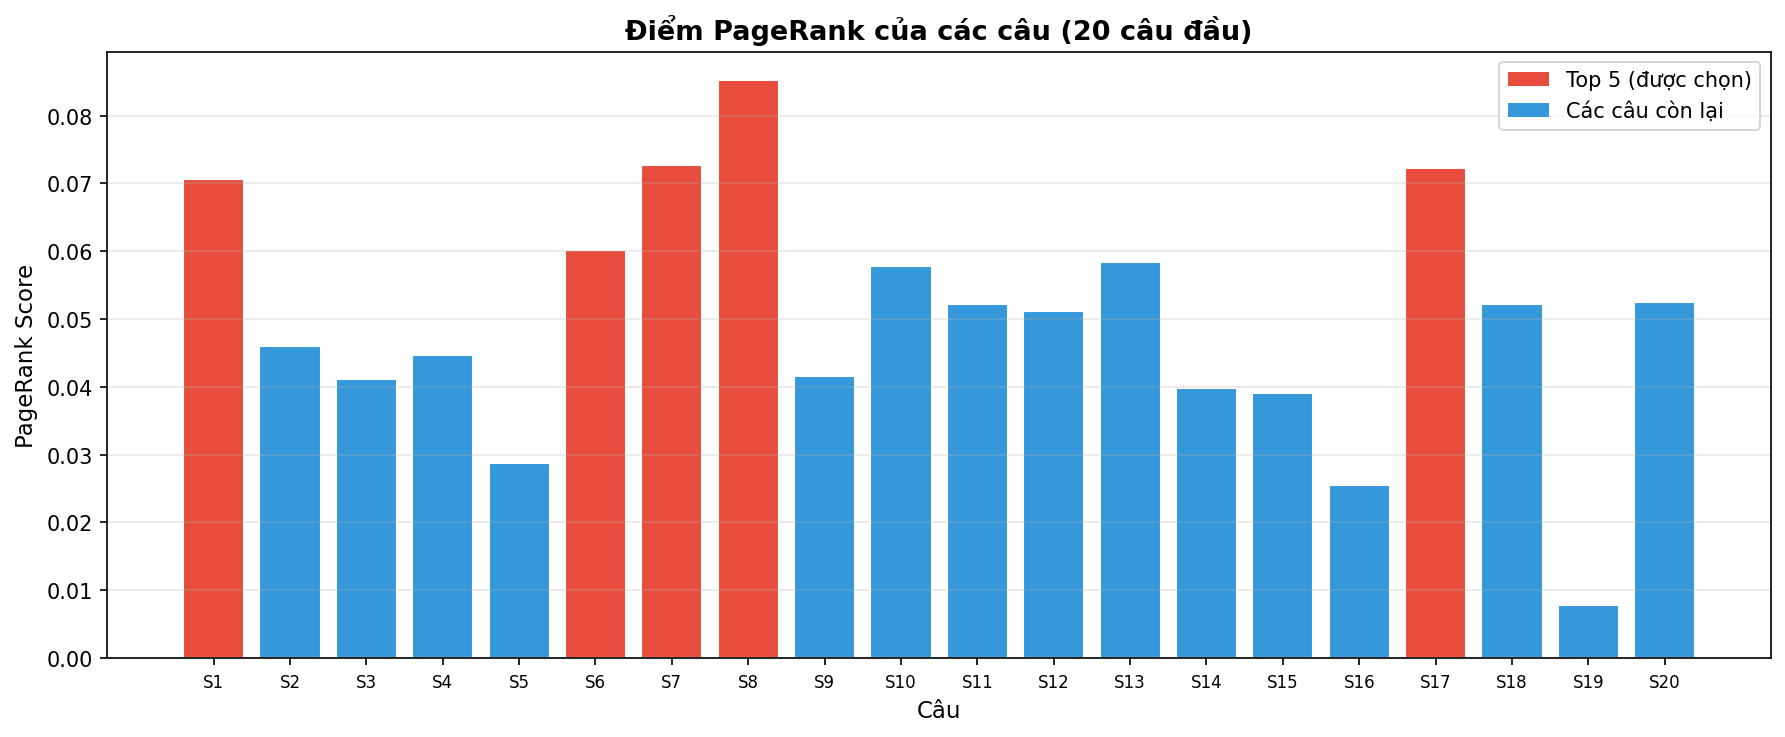 Điểm PageRank của các câu (20 câu đầu)
Top 5 (được chọn)
Các câu còn lại
PageRank Score
0.08
0.07
0.06
0.05
0.04
0.03
0.02
0.01
0.00
S1 S2 S3 S4 S5 S6 S7 S8 S9 S10 S11 S12 S13 S14 S15 S16 S17 S18 S19 S20
Câu